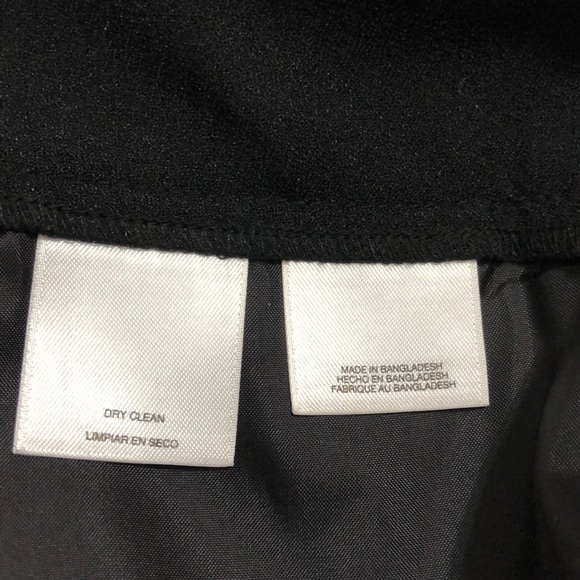 DRY CLEAN
LIMPIAR EN SECO
MADE IN BANGLADESH
HECHO EN BANGLADESH
FABRIQUE AU BANGLADESH